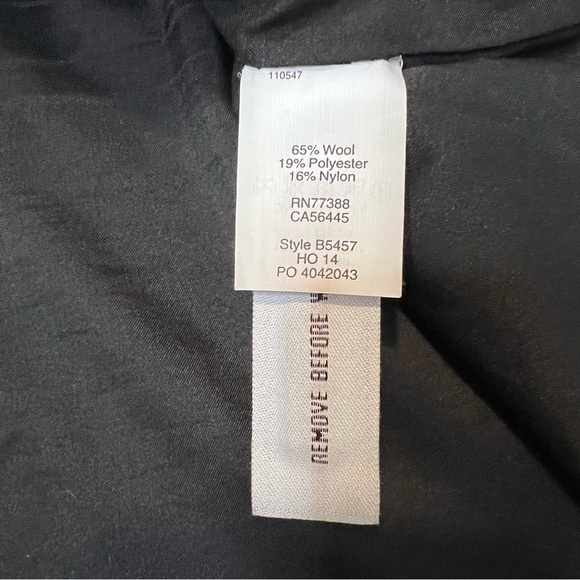 110547
65% Wool
19% Polyester
16% Nylon
RN77388
CA56445
Style B5457
HO 14
PO 4042043
REMOVE BEFORE